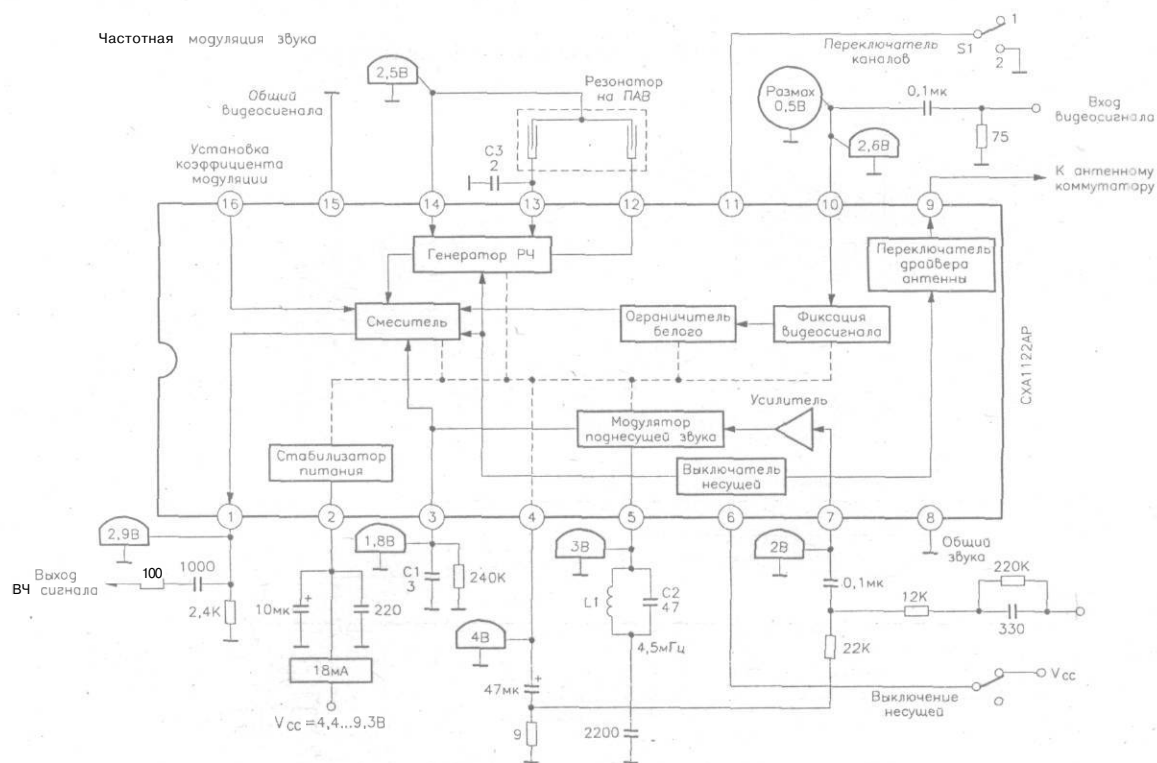 Частотная модуляция звука
1
Переключатель
каналов
S1
2
2,5В
Резонатор
на ПАВ
Общий
видеосигнала
Размах
0,5В
0,1мк
Вход
видеосигнала
75
Установка
коэффициента
модуляции
С3
2
2,6В
К антенному
коммутатору
16
15
14
13
12
11
10
9
Генератор РЧ
Переключатель
драйвера
антенны
Смеситель
Ограничитель
белого
Фиксация
видеосигнала
CXA1122AP
Усилитель
Модулятор
поднесущей звука
Стабилизатор
питания
Выключатель
несущей
1
2
3
4
5
6
7
8
Общий
звука
2,9В
1,8В
3В
2В
Выход
ВЧ сигнала
100
1000
2,4К
10мк
220
С1
3
240К
L1
С2
47
0,1мк
220К
12К
330
4В
4,5мГц
22К
18мА
47мк
Vcc
Выключение
несущей
Vcc =4,4...9,3В
9
2200